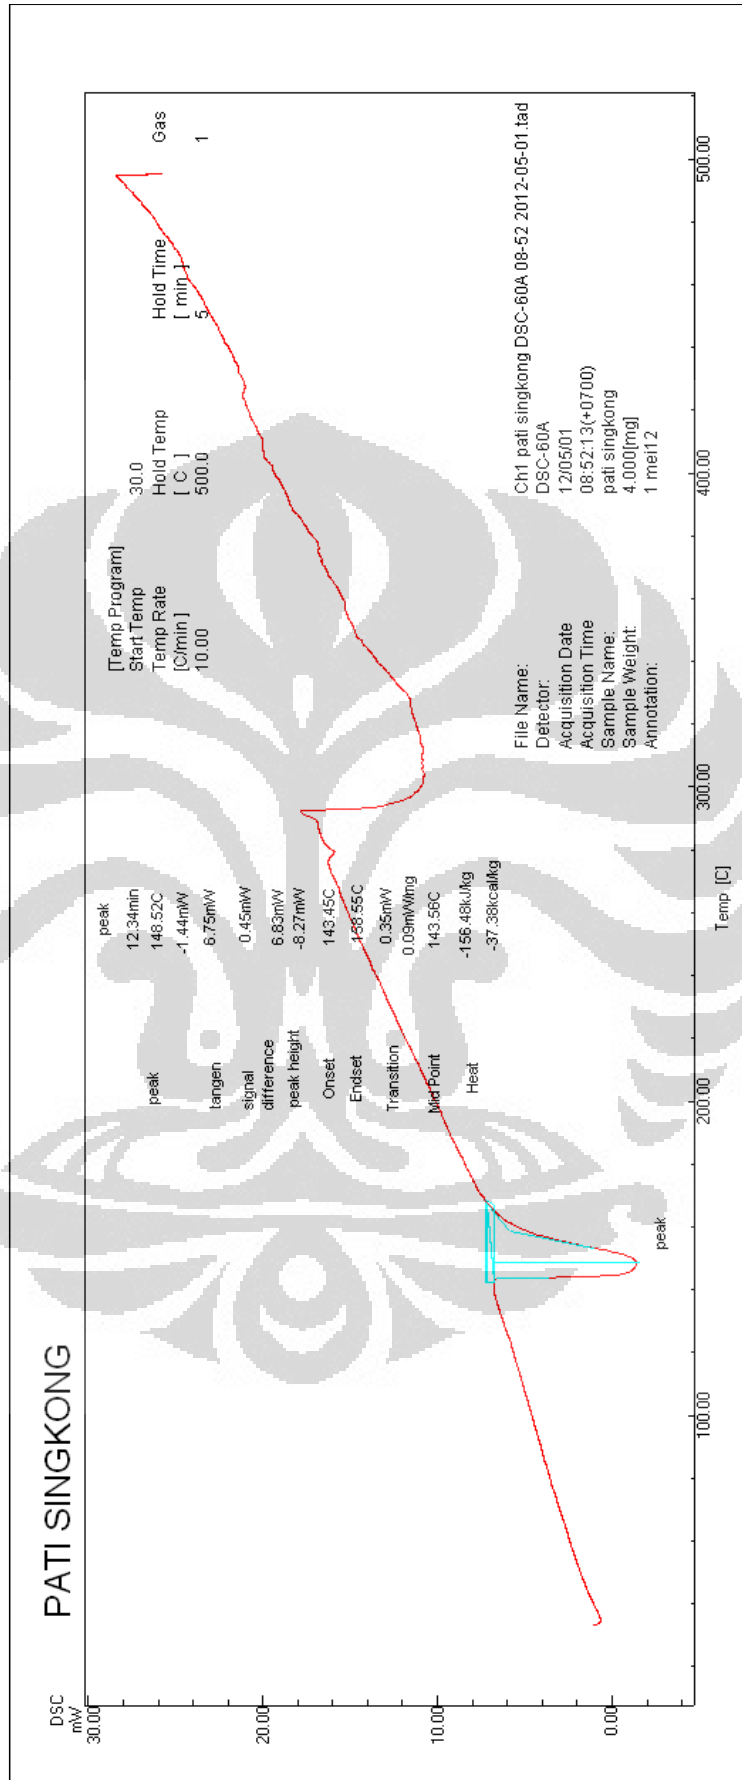 PATI SINGKONG
DSC
mW
30.00
20.00
10.00
0.00
[Temp Program]
Start Temp 30.0
Temp Rate Hold Temp Hold Time Gas
[C/min ] [ C ] [ min ]
10.00 500.0 5 1
peak
peak 12.34min
148.52C
-1.44mW
tangen 6.75mW
signal 0.45mW
difference 6.83mW
peak height -8.27mW
Onset 143.45C
Endset 158.55C
Transition 0.35mW
0.09mW/mg
Mid Point 143.56C
Heat -156.48kJ/kg
-37.38kcal/kg
File Name: Ch1 pati singkong DSC-60A 08-52 2012-05-01.tad
Detector: DSC-60A
Acquisition Date 12/05/01
Acquisition Time 08:52:13(+0700)
Sample Name: pati singkong
Sample Weight: 4.000[mg]
Annotation: 1 mei12
peak
100.00 200.00 300.00 400.00 500.00
Temp [C]